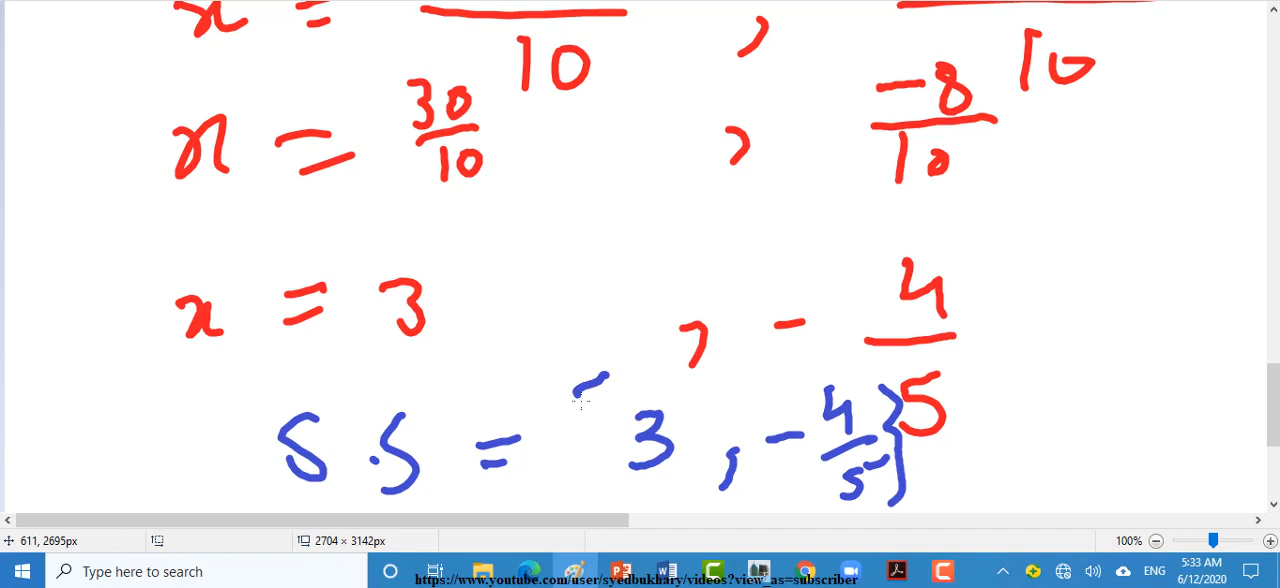 x =
10 , 10
x = 30/10 , -8/10
x = 3 , - 4/5
S.S = 3 , - 4/5 }
611, 2695px 2704 × 3142px 100%
Type here to search ENG 5:33 AM
6/12/2020
https://www.youtube.com/user/syedbukhary/videos?view_as=subscriber